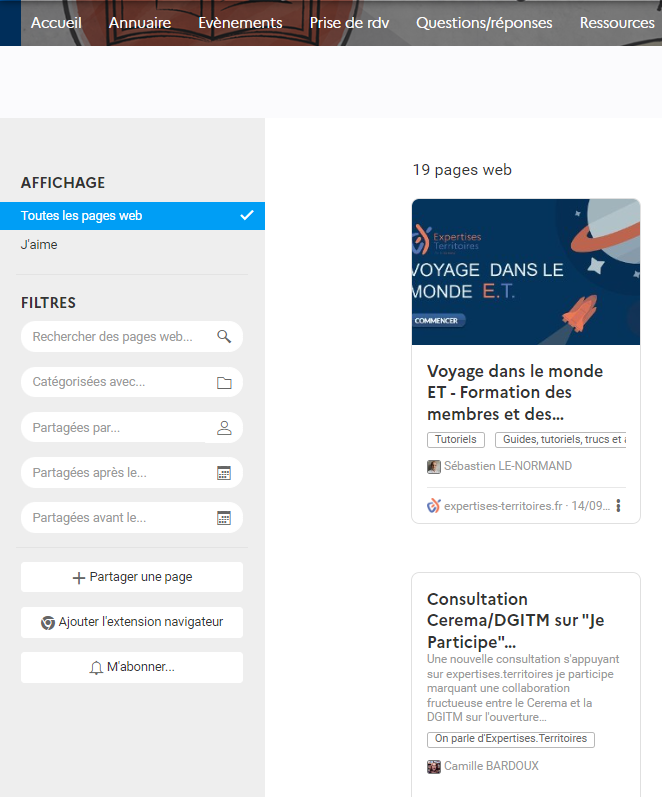 Accueil Annuaire Evènements Prise de rdv Questions/réponses Ressources
AFFICHAGE
Toutes les pages web
J'aime
FILTRES
Rechercher des pages web...
Catégorisées avec...
Partagées par...
Partagées après le...
Partagées avant le...
Partager une page
Ajouter l'extension navigateur
M'abonner...
19 pages web
Expertises
Territoires
VOYAGE DANS LE
MONDE E.T.
COMMENCER
Voyage dans le monde
ET - Formation des
membres et des...
Tutoriels Guides, tutoriels, trucs et
Sébastien LE-NORMAND
expertises-territoires.fr · 14/09...
Consultation
Cerema/DGITM sur "Je
Participe"...
Une nouvelle consultation s'appuyant
sur expertises.territoires je participe
marquant une collaboration
fructueuse entre le Cerema et la
DGITM sur l'ouverture...
On parle d'Expertises.Territoires
Camille BARDOUX